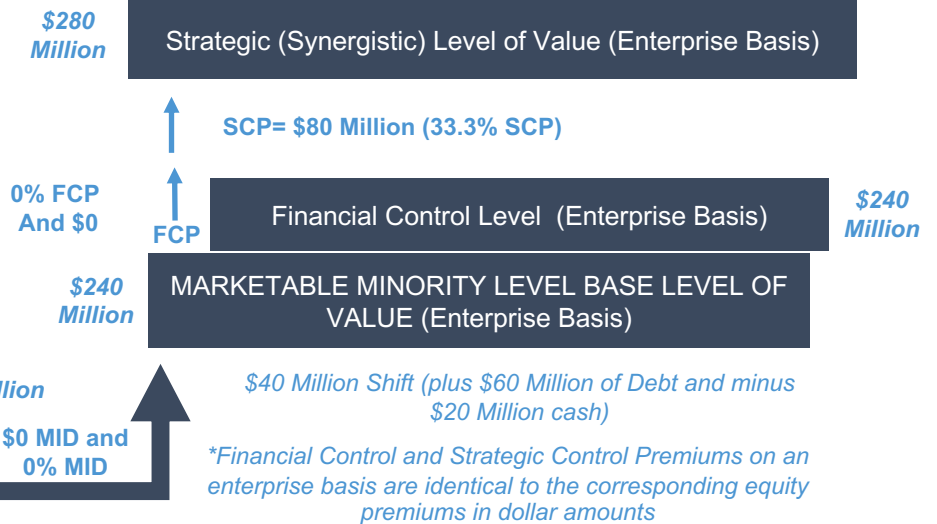 $280
Million
Strategic (Synergistic) Level of Value (Enterprise Basis)
SCP= $80 Million (33.3% SCP)
0% FCP
And $0
FCP
Financial Control Level (Enterprise Basis)
$240
Million
$240
Million
MARKETABLE MINORITY LEVEL BASE LEVEL OF
VALUE (Enterprise Basis)
$40 Million Shift (plus $60 Million of Debt and minus
$20 Million cash)
$0 MID and
0% MID
*Financial Control and Strategic Control Premiums on an
enterprise basis are identical to the corresponding equity
premiums in dollar amounts